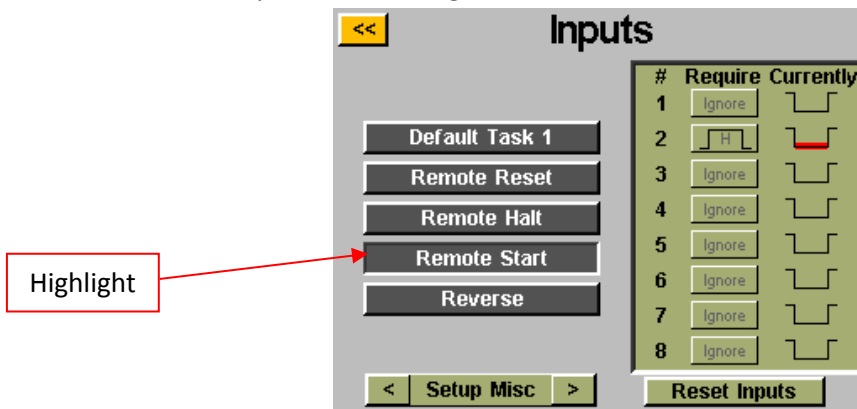 << Inputs
# Require Currently
1 Ignore
Default Task 1
2 H
Remote Reset
3 Ignore
Remote Halt
4 Ignore
Remote Start
5 Ignore
Highlight
6 Ignore
Reverse
7 Ignore
8 Ignore
< Setup Misc >
Reset Inputs